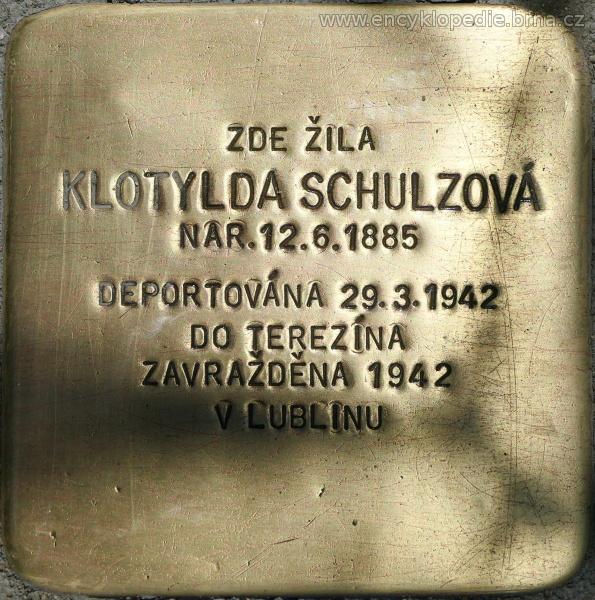 www.encyklopedie.brna.cz
ZDE ŽILA
KLOTYLDA SCHULZOVÁ
NAR.12.6.1885
DEPORTOVÁNA 29.3.1942
DO TEREZÍNA
ZAVRAŽDĚNA 1942
V LUBLINU